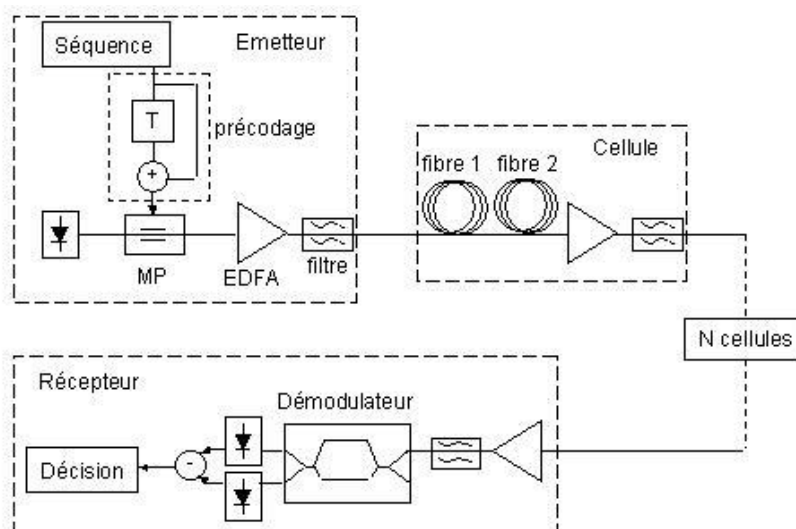 Séquence
Emetteur
T
précodage
+
MP
EDFA
filtre
Cellule
fibre 1
fibre 2
N cellules
Récepteur
Démodulateur
Décision
-